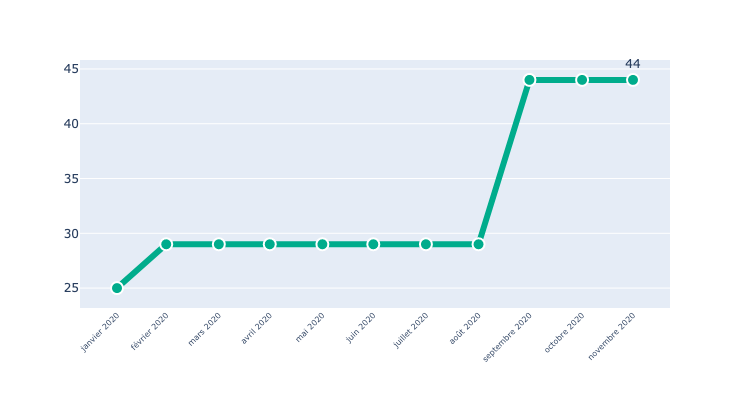 44
45
40
35
30
25
janvier 2020
février 2020
mars 2020
avril 2020
mai 2020
juin 2020
juillet 2020
août 2020
septembre 2020
octobre 2020
novembre 2020